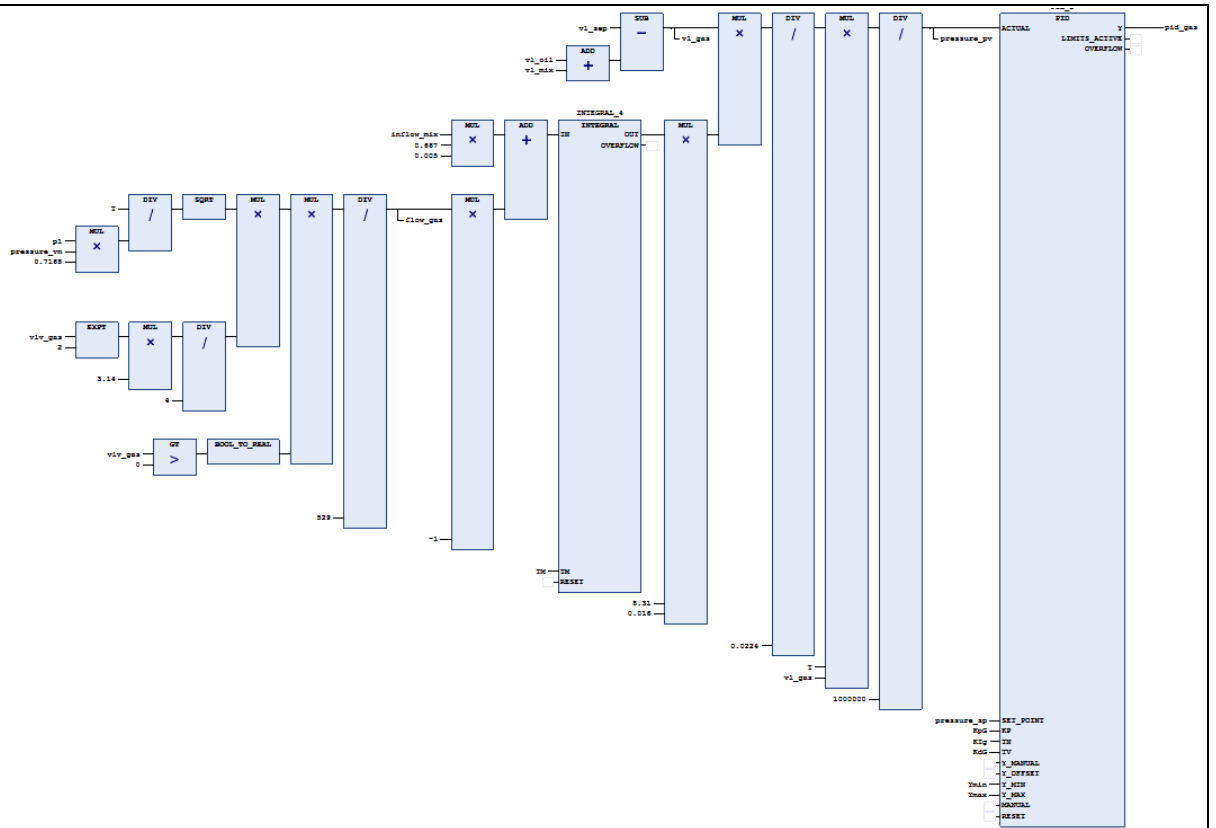 PID
SUB
MUL
DIV
MUL
DIV
ACTUAL
Y
pid_gas
vl_sep
vl_gas
pressure_pv
LIMITS_ACTIVE
OVERFLOW
ADD
vl_oil
vl_mix
INTEGRAL_4
MUL
ADD
INTEGRAL
MUL
inflow_mix
IN
OUT
0.667
OVERFLOW
0.005
DIV
SQRT
MUL
MUL
DIV
MUL
T
flow_gas
MUL
p1
pressure_vn
0.7168
EXPT
MUL
DIV
vlv_gas
2
3.14
4
GT
BOOL_TO_REAL
vlv_gas
0
529
-1
TM
TM
RESET
8.31
0.016
0.0224
T
vl_gas
1000000
pressure_sp
SET_POINT
KpG
KP
KIg
TN
KdG
TV
Y_MANUAL
Y_OFFSET
Ymin
Y_MIN
Ymax
Y_MAX
MANUAL
RESET